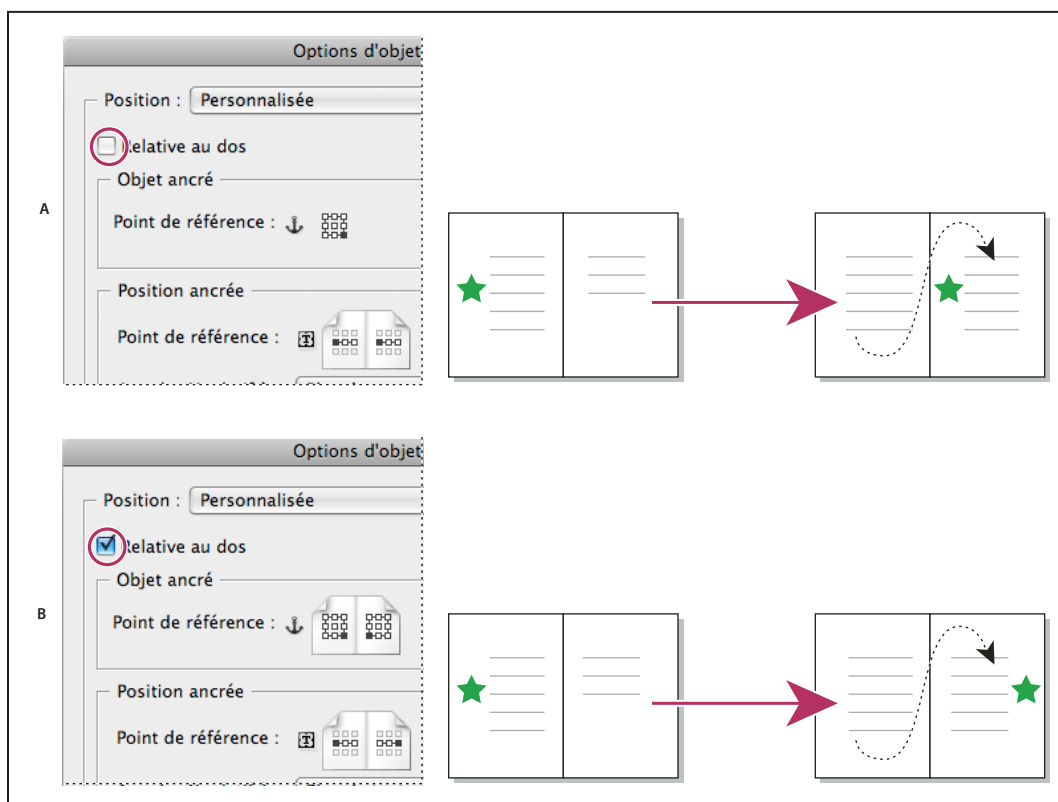 Options d'objet
Position : Personnalisée
Relative au dos
Objet ancré
A
Point de référence :
Position ancrée
Point de référence :
Options d'objet
Position : Personnalisée
Relative au dos
Objet ancré
B
Point de référence :
Position ancrée
Point de référence :